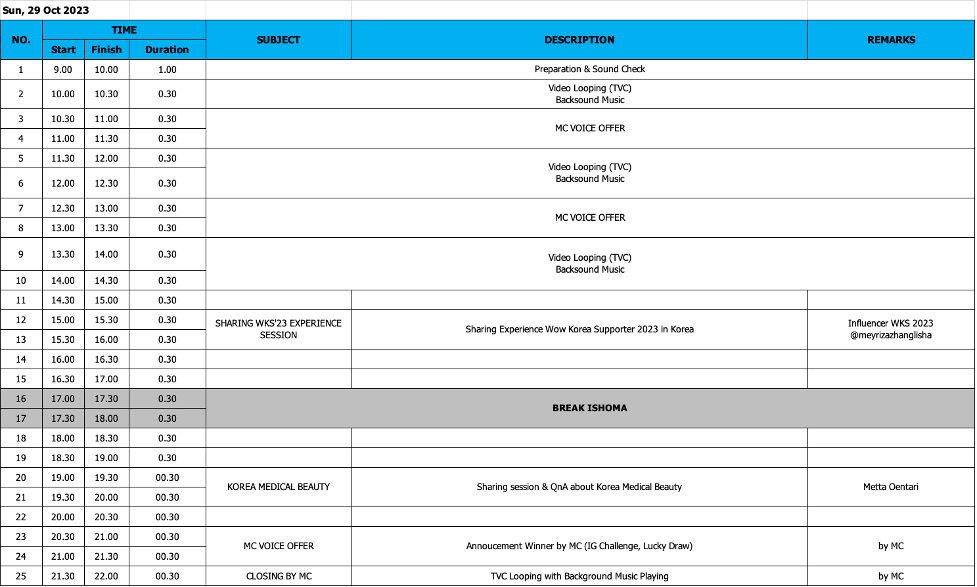 Sun, 29 Oct 2023
NO. TIME SUBJECT DESCRIPTION REMARKS
Start Finish Duration
1 9.00 10.00 1.00 Preparation & Sound Check
2 10.00 10.30 0.30 Video Looping (TVC)
Backsound Music
3 10.30 11.00 0.30 MC VOICE OFFER
4 11.00 11.30 0.30
5 11.30 12.00 0.30 Video Looping (TVC)
Backsound Music
6 12.00 12.30 0.30
7 12.30 13.00 0.30 MC VOICE OFFER
8 13.00 13.30 0.30
9 13.30 14.00 0.30 Video Looping (TVC)
Backsound Music
10 14.00 14.30 0.30
11 14.30 15.00 0.30
12 15.00 15.30 0.30 SHARING WKS'23 EXPERIENCE SESSION Sharing Experience Wow Korea Supporter 2023 in Korea Influencer WKS 2023
@meyrizazhanglisha
13 15.30 16.00 0.30
14 16.00 16.30 0.30
15 16.30 17.00 0.30
16 17.00 17.30 0.30 BREAK ISHOMA
17 17.30 18.00 0.30
18 18.00 18.30 0.30
19 18.30 19.00 0.30
20 19.00 19.30 00.30 KOREA MEDICAL BEAUTY Sharing session & QnA about Korea Medical Beauty Metta Oentari
21 19.30 20.00 00.30
22 20.00 20.30 00.30
23 20.30 21.00 00.30 MC VOICE OFFER Annoucement Winner by MC (IG Challenge, Lucky Draw) by MC
24 21.00 21.30 00.30
25 21.30 22.00 00.30 CLOSING BY MC TVC Looping with Background Music Playing by MC